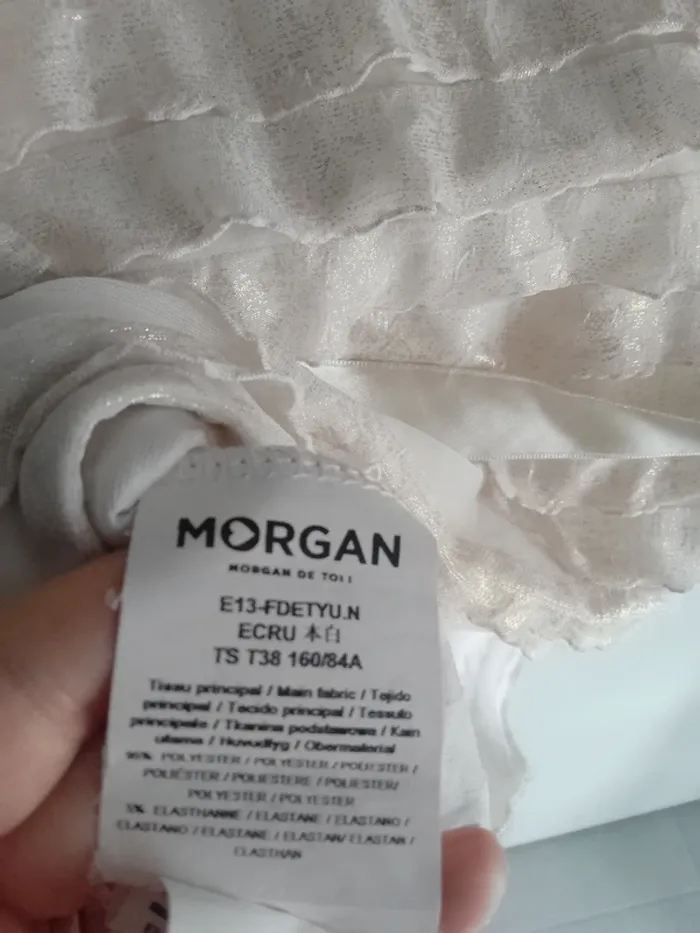 MORGAN
MORGAN DE TOI !
E13-FDETYU.N
ECRU 本白
TS T38 160/84A
Tissu principal / Main fabric / Tejido
principal / Tecido principal / Tessuto
principale / Tkanina podstawowa / Kain
utama / Huvudtyg / Obermaterial
95% POLYESTER / POLYESTER / POLIESTER /
POLIÉSTER / POLIESTERE / POLIESTER/
POLYESTER / POLYESTER
5% ELASTHANNE / ELASTANE / ELASTANO /
ELASTANO / ELASTANE / ELASTAN/ ELASTAN /
ELASTHAN